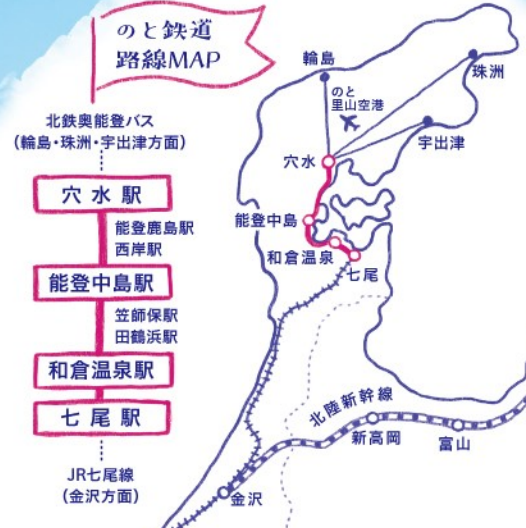 のと鉄道
路線MAP
北鉄奥能登バス
(輪島・珠洲・宇出津方面)
穴水駅
能登鹿島駅
西岸駅
能登中島駅
笠師保駅
田鶴浜駅
和倉温泉駅
七尾駅
JR七尾線
(金沢方面)
輪島
のと
里山空港
珠洲
宇出津
穴水
能登中島
和倉温泉
七尾
北陸新幹線
新高岡
富山
金沢